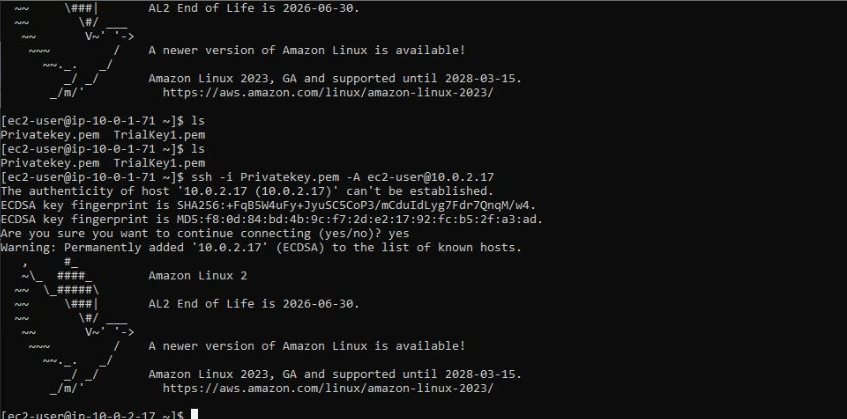 ~~     \###|       AL2 End of Life is 2026-06-30.
~~       \#/ ___
~~       V~' '->
~~~         /    A newer version of Amazon Linux is available!
~~._.   _/
_/ _/       Amazon Linux 2023, GA and supported until 2028-03-15.
_/m/'           https://aws.amazon.com/linux/amazon-linux-2023/
[ec2-user@ip-10-0-1-71 ~]$ ls
Privatekey.pem  TrialKey1.pem
[ec2-user@ip-10-0-1-71 ~]$ ls
Privatekey.pem  TrialKey1.pem
[ec2-user@ip-10-0-1-71 ~]$ ssh -i Privatekey.pem -A ec2-user@10.0.2.17
The authenticity of host '10.0.2.17 (10.0.2.17)' can't be established.
ECDSA key fingerprint is SHA256:+FqBSW4uFy+JyuSC5CoP3/mCduIdLyg7Fdr7QnqM/w4.
ECDSA key fingerprint is MD5:f8:0d:84:bd:4b:9c:f7:2d:e2:17:92:fc:b5:2f:a3:ad.
Are you sure you want to continue connecting (yes/no)? yes
Warning: Permanently added '10.0.2.17' (ECDSA) to the list of known hosts.
,     #_
~\_  ####_        Amazon Linux 2
~~  \_#####\
~~     \###|       AL2 End of Life is 2026-06-30.
~~       \#/ ___
~~       V~' '->
~~~         /    A newer version of Amazon Linux is available!
~~._.   _/
_/ _/       Amazon Linux 2023, GA and supported until 2028-03-15.
_/m/'           https://aws.amazon.com/linux/amazon-linux-2023/
[ec2-user@ip-10-0-2-17 ~]$